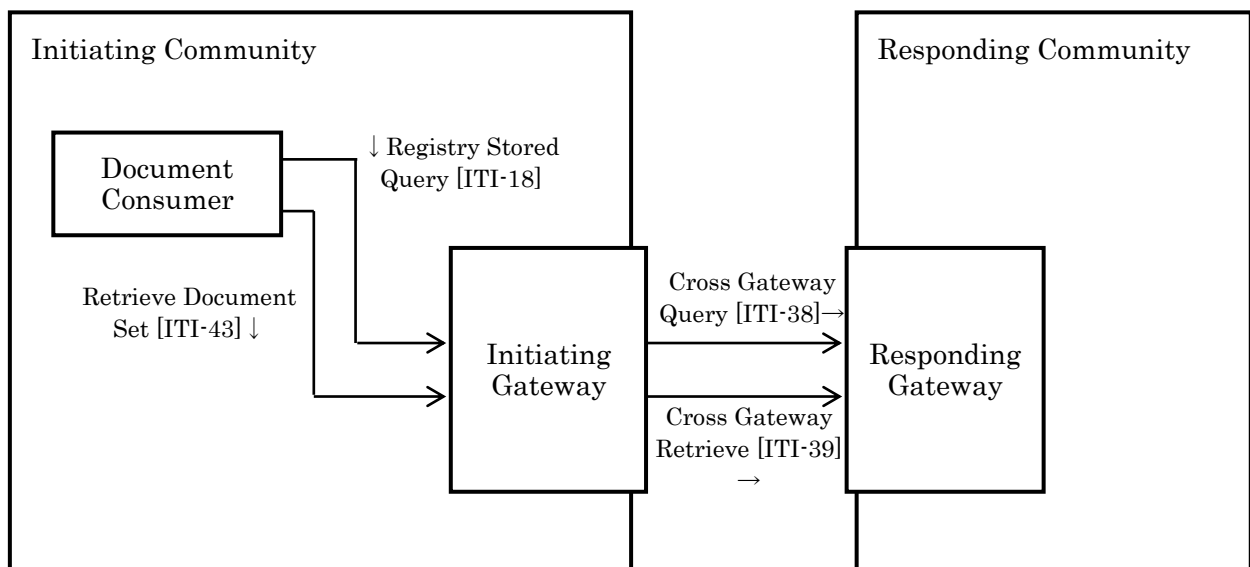 Initiating Community
Responding Community
Document
Consumer
↓ Registry Stored
Query [ITI-18]
Retrieve Document
Set [ITI-43] ↓
Initiating
Gateway
Cross Gateway
Query [ITI-38]→
Cross Gateway
Retrieve [ITI-39]
→
Responding
Gateway